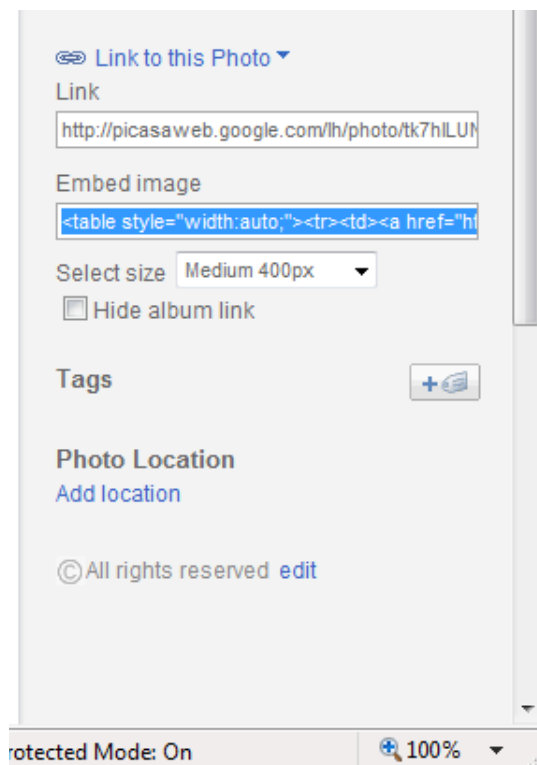 Link to this Photo
Link
http://picasaweb.google.com/lh/photo/tk7hILUN
Embed image
<table style="width:auto;"><tr><td><a href="ht
Select size Medium 400px
Hide album link
Tags
Photo Location
Add location
©All rights reserved edit
rotected Mode: On 100%